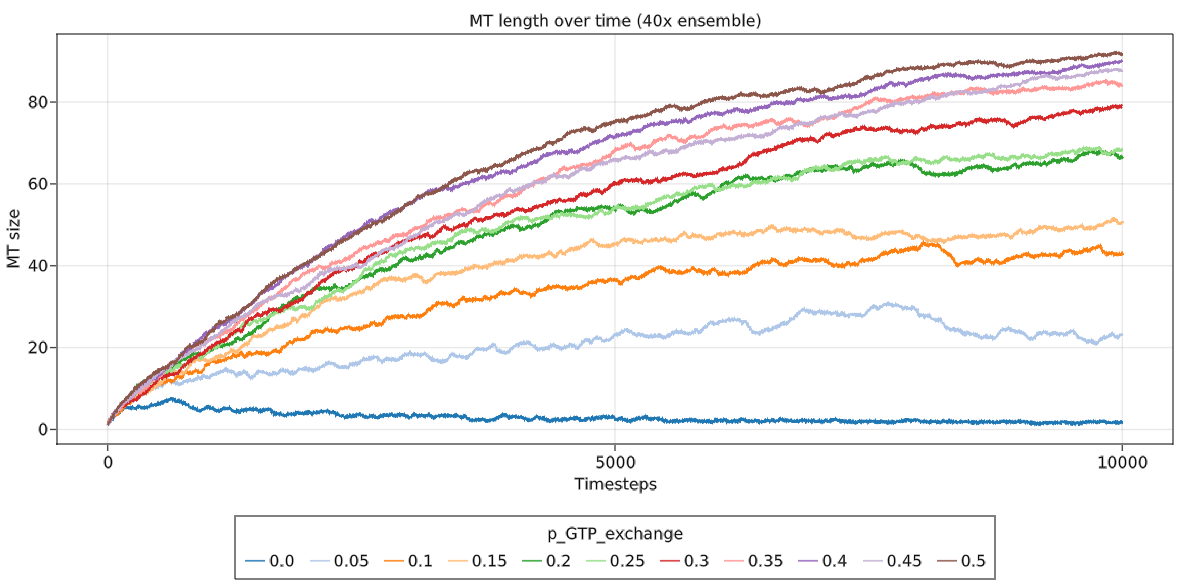 MT length over time (40x ensemble)
MT size
80
60
40
20
0
0 5000 10000
Timesteps
p_GTP_exchange
0.0 0.05 0.1 0.15 0.2 0.25 0.3 0.35 0.4 0.45 0.5